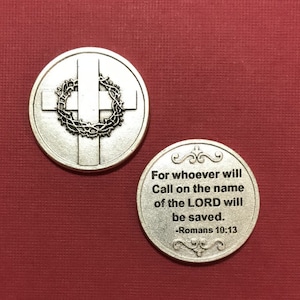 For whoever will
Call on the name
of the LORD will
be saved.
-Romans 10:13